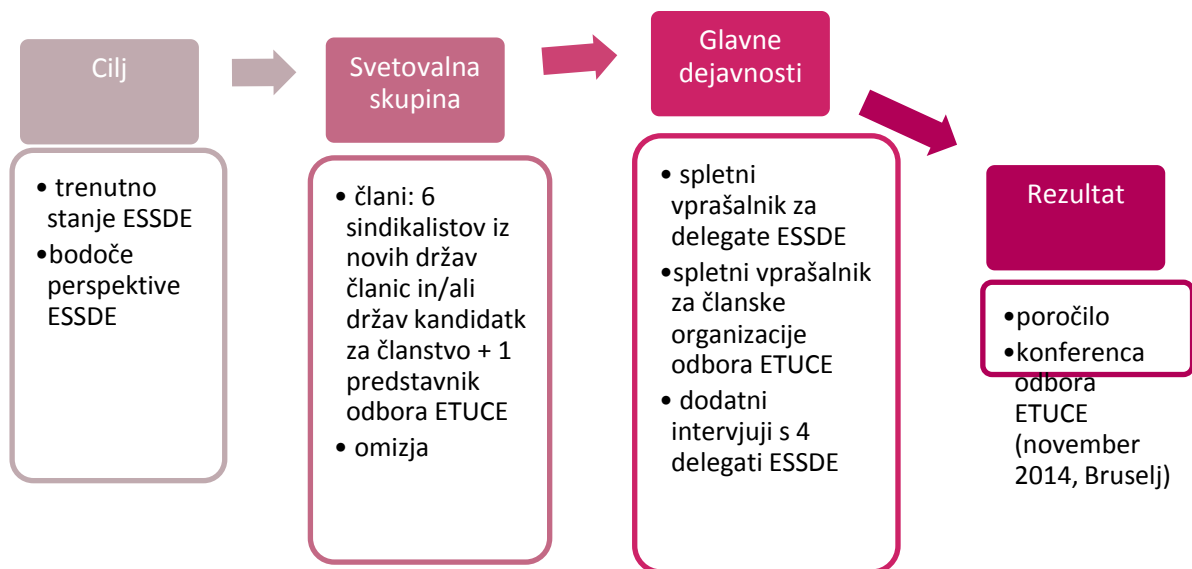 Cilj
• trenutno
stanje ESSDE
•bodoče
perspektive
ESSDE
Svetovalna
skupina
• člani: 6
sindikalistov iz
novih držav
članic in/ali
držav kandidatk
za članstvo + 1
predstavnik
odbora ETUCE
• omizja
Glavne
dejavnosti
• spletni
vprašalnik za
delegate ESSDE
•spletni vprašalnik
za članske
organizacije
odbora ETUCE
• dodatni
intervjuji s 4
delegati ESSDE
Rezultat
•poročilo
•konferenca
odbora
ETUCE
(november
2014, Bruselj)